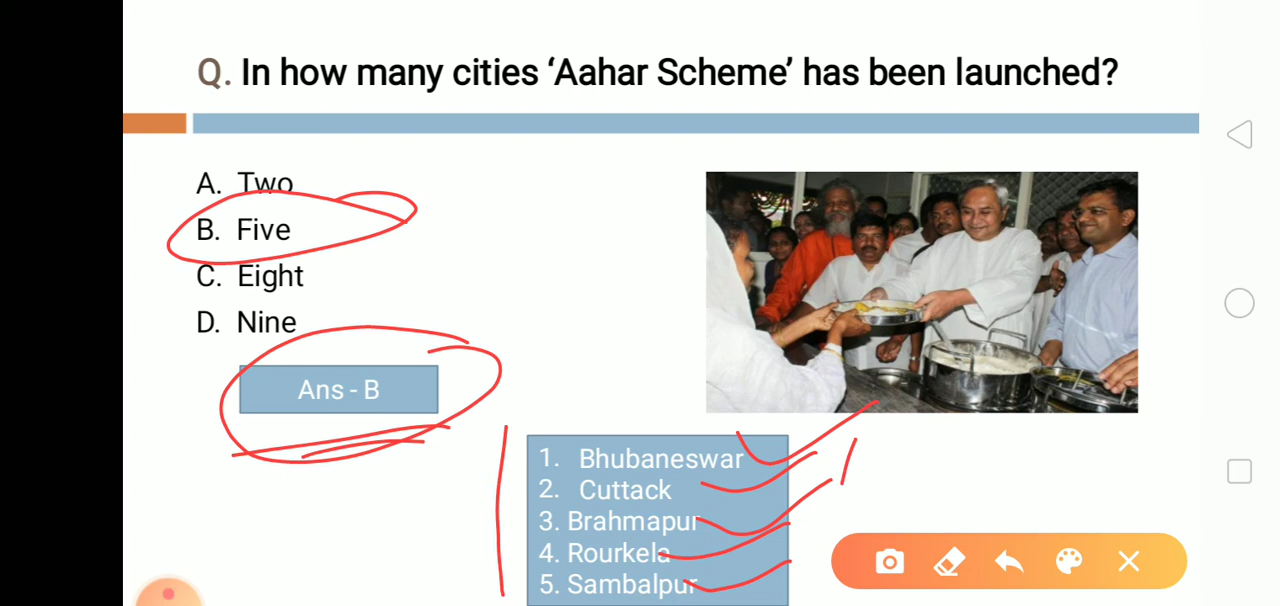 Q. In how many cities ‘Aahar Scheme’ has been launched?
A. Two
B. Five
C. Eight
D. Nine
Ans - B
1. Bhubaneswar
2. Cuttack
3. Brahmapur
4. Rourkela
5. Sambalpur